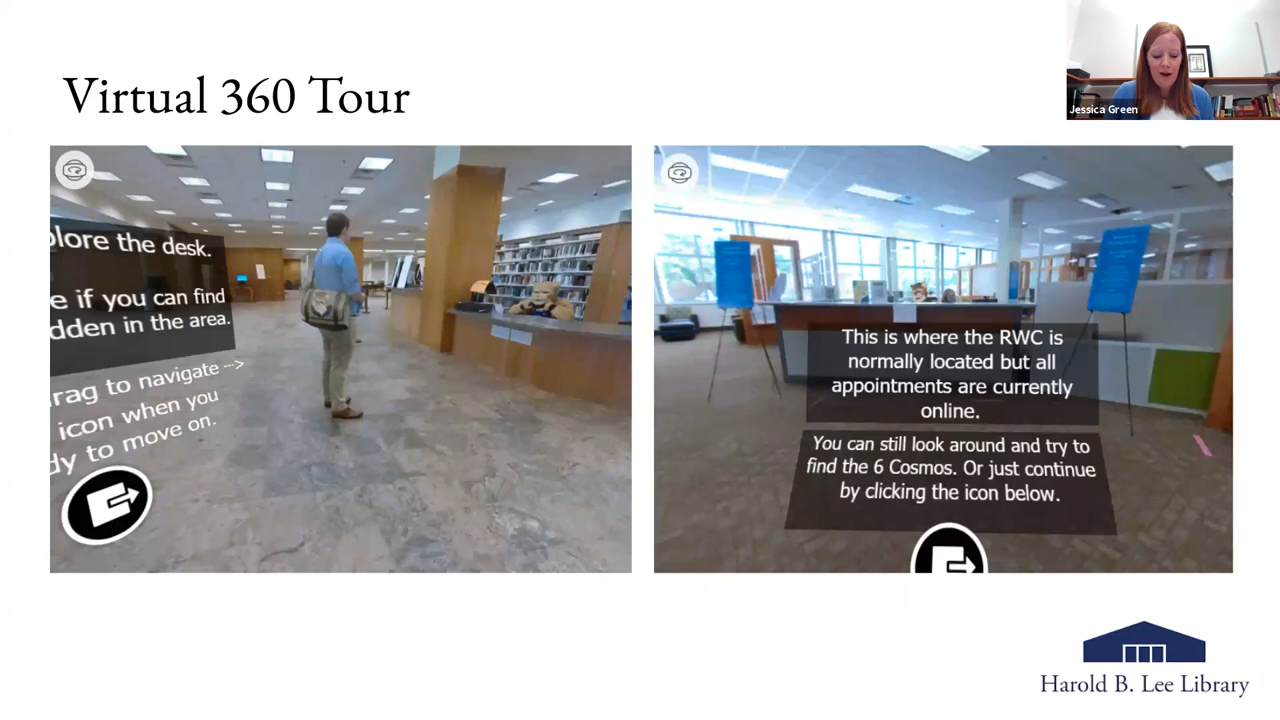 Virtual 360 Tour
Jessica Green
plore the desk.
e if you can find
dden in the area.
rag to navigate -->
icon when you
dy to move on.
This is where the RWC is
normally located but all
appointments are currently
online.
You can still look around and try to
find the 6 Cosmos. Or just continue
by clicking the icon below.
Harold B. Lee Library